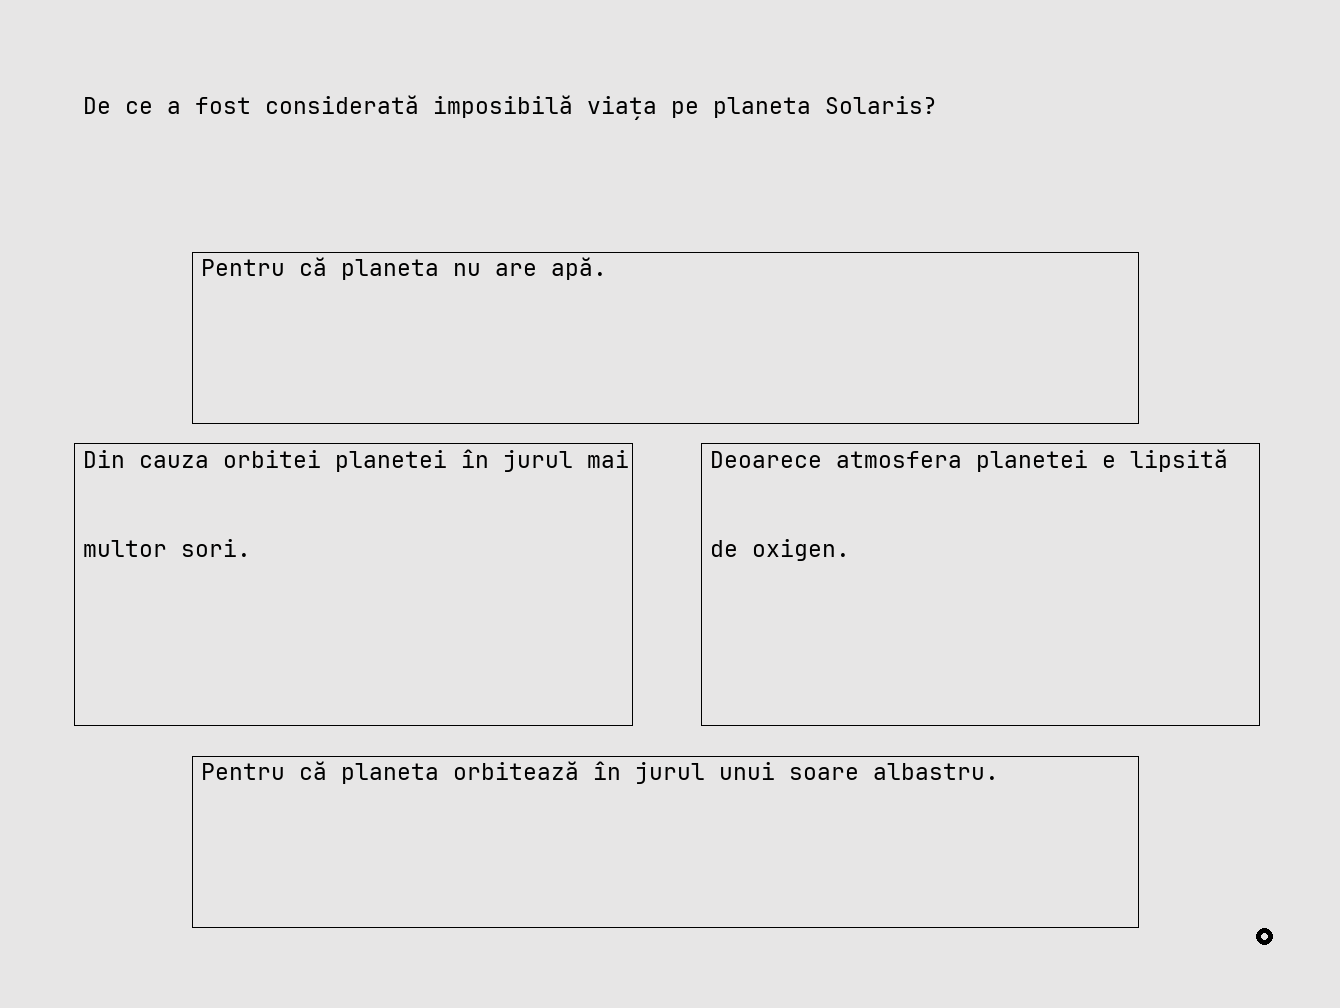 De ce a fost considerată imposibilă viața pe planeta Solaris?
Pentru că planeta nu are apă.
Din cauza orbitei planetei în jurul mai
multor sori.
Deoarece atmosfera planetei e lipsită
de oxigen.
Pentru că planeta orbitează în jurul unui soare albastru.